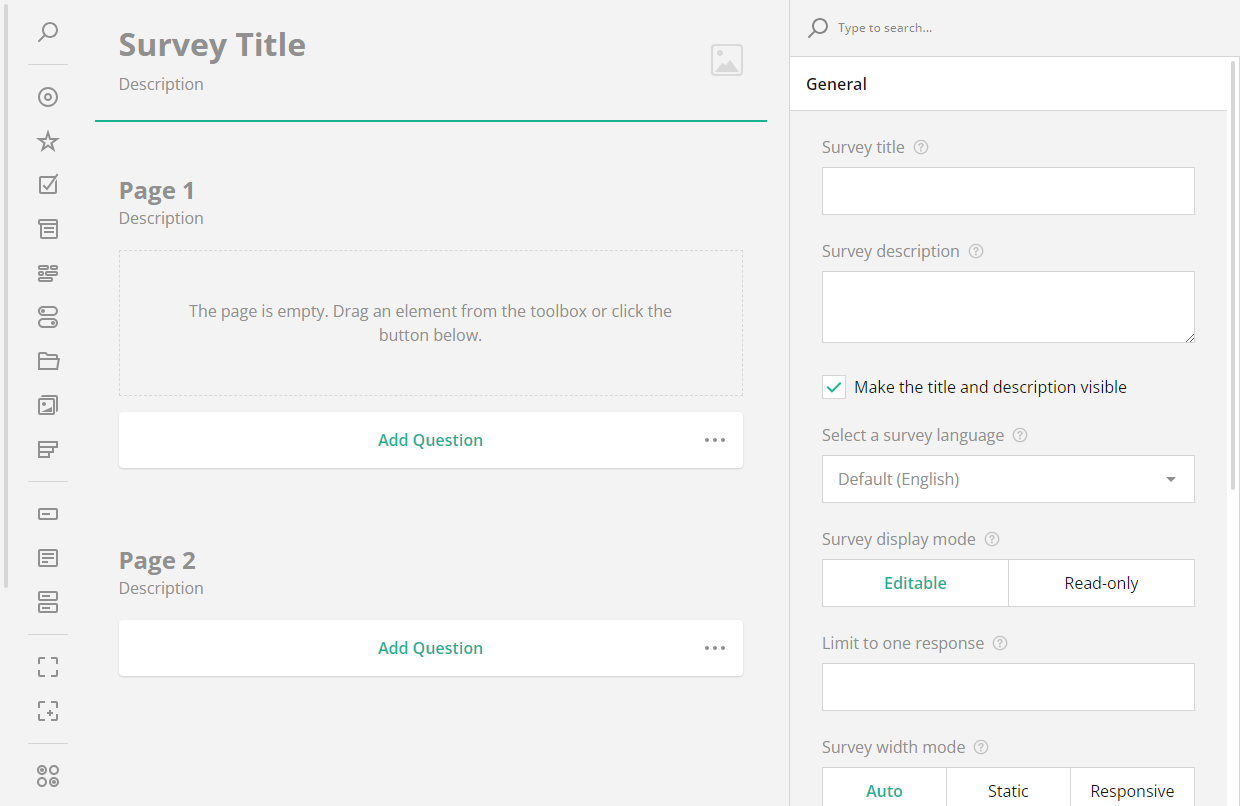 Survey Title
Description
Page 1
Description
The page is empty. Drag an element from the toolbox or click the
button below.
Add Question
Page 2
Description
Add Question
Type to search...
General
Survey title
Survey description
Make the title and description visible
Select a survey language
Default (English)
Survey display mode
Editable Read-only
Limit to one response
Survey width mode
Auto Static Responsive